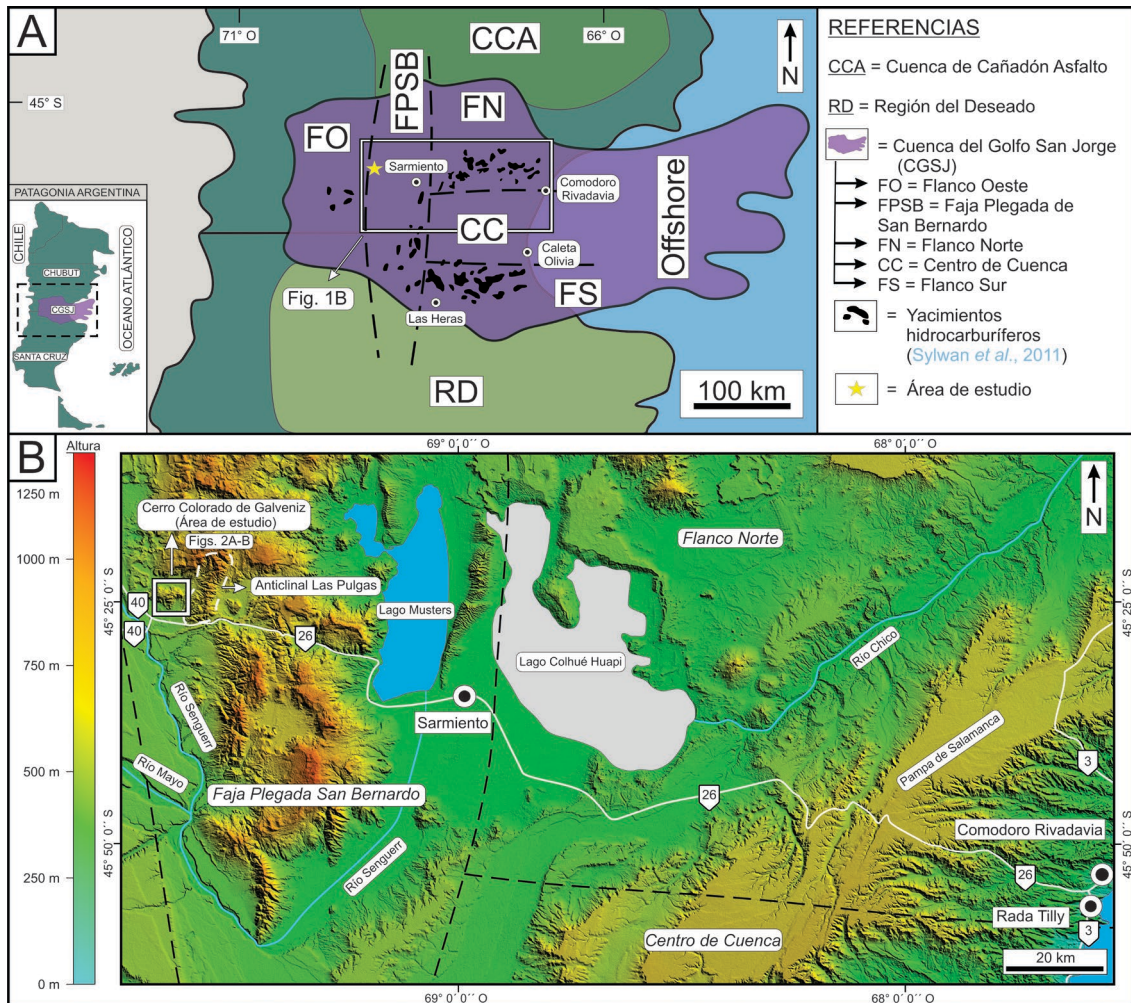 A
71° O
66° O
45° S
CCA
N
FPSB
FN
FO
Sarmiento
Comodoro
Rivadavia
CC
Offshore
Caleta
Olivia
Fig. 1B
FS
Las Heras
RD
100 km
PATAGONIA ARGENTINA
CHILE
OCEANO ATLÁNTICO
CHUBUT
CGSJ
SANTA CRUZ
REFERENCIAS
CCA = Cuenca de Cañadón Asfalto
RD = Región del Deseado
= Cuenca del Golfo San Jorge
(CGSJ)
FO = Flanco Oeste
FPSB = Faja Plegada de
San Bernardo
FN = Flanco Norte
CC = Centro de Cuenca
FS = Flanco Sur
= Yacimientos
hidrocarburíferos
(Sylwan et al., 2011)
= Área de estudio
B
Altura
1250 m
1000 m
750 m
500 m
250 m
0 m
69° 0′ 0′′ O
68° 0′ 0′′ O
N
Cerro Colorado de Galveniz
(Área de estudio)
Figs. 2A-B
Anticlinal Las Pulgas
Flanco Norte
45° 25′ 0′′ S
45° 25′ 0′′ S
40
40
26
Lago Musters
Lago Colhué Huapi
Río Chico
Sarmiento
Río Senguerr
Río Mayo
Faja Plegada San Bernardo
Pampa de Salamanca
3
26
Río Senguerr
45° 50′ 0′′ S
45° 50′ 0′′ S
Comodoro Rivadavia
26
Rada Tilly
3
Centro de Cuenca
20 km
69° 0′ 0′′ O
68° 0′ 0′′ O